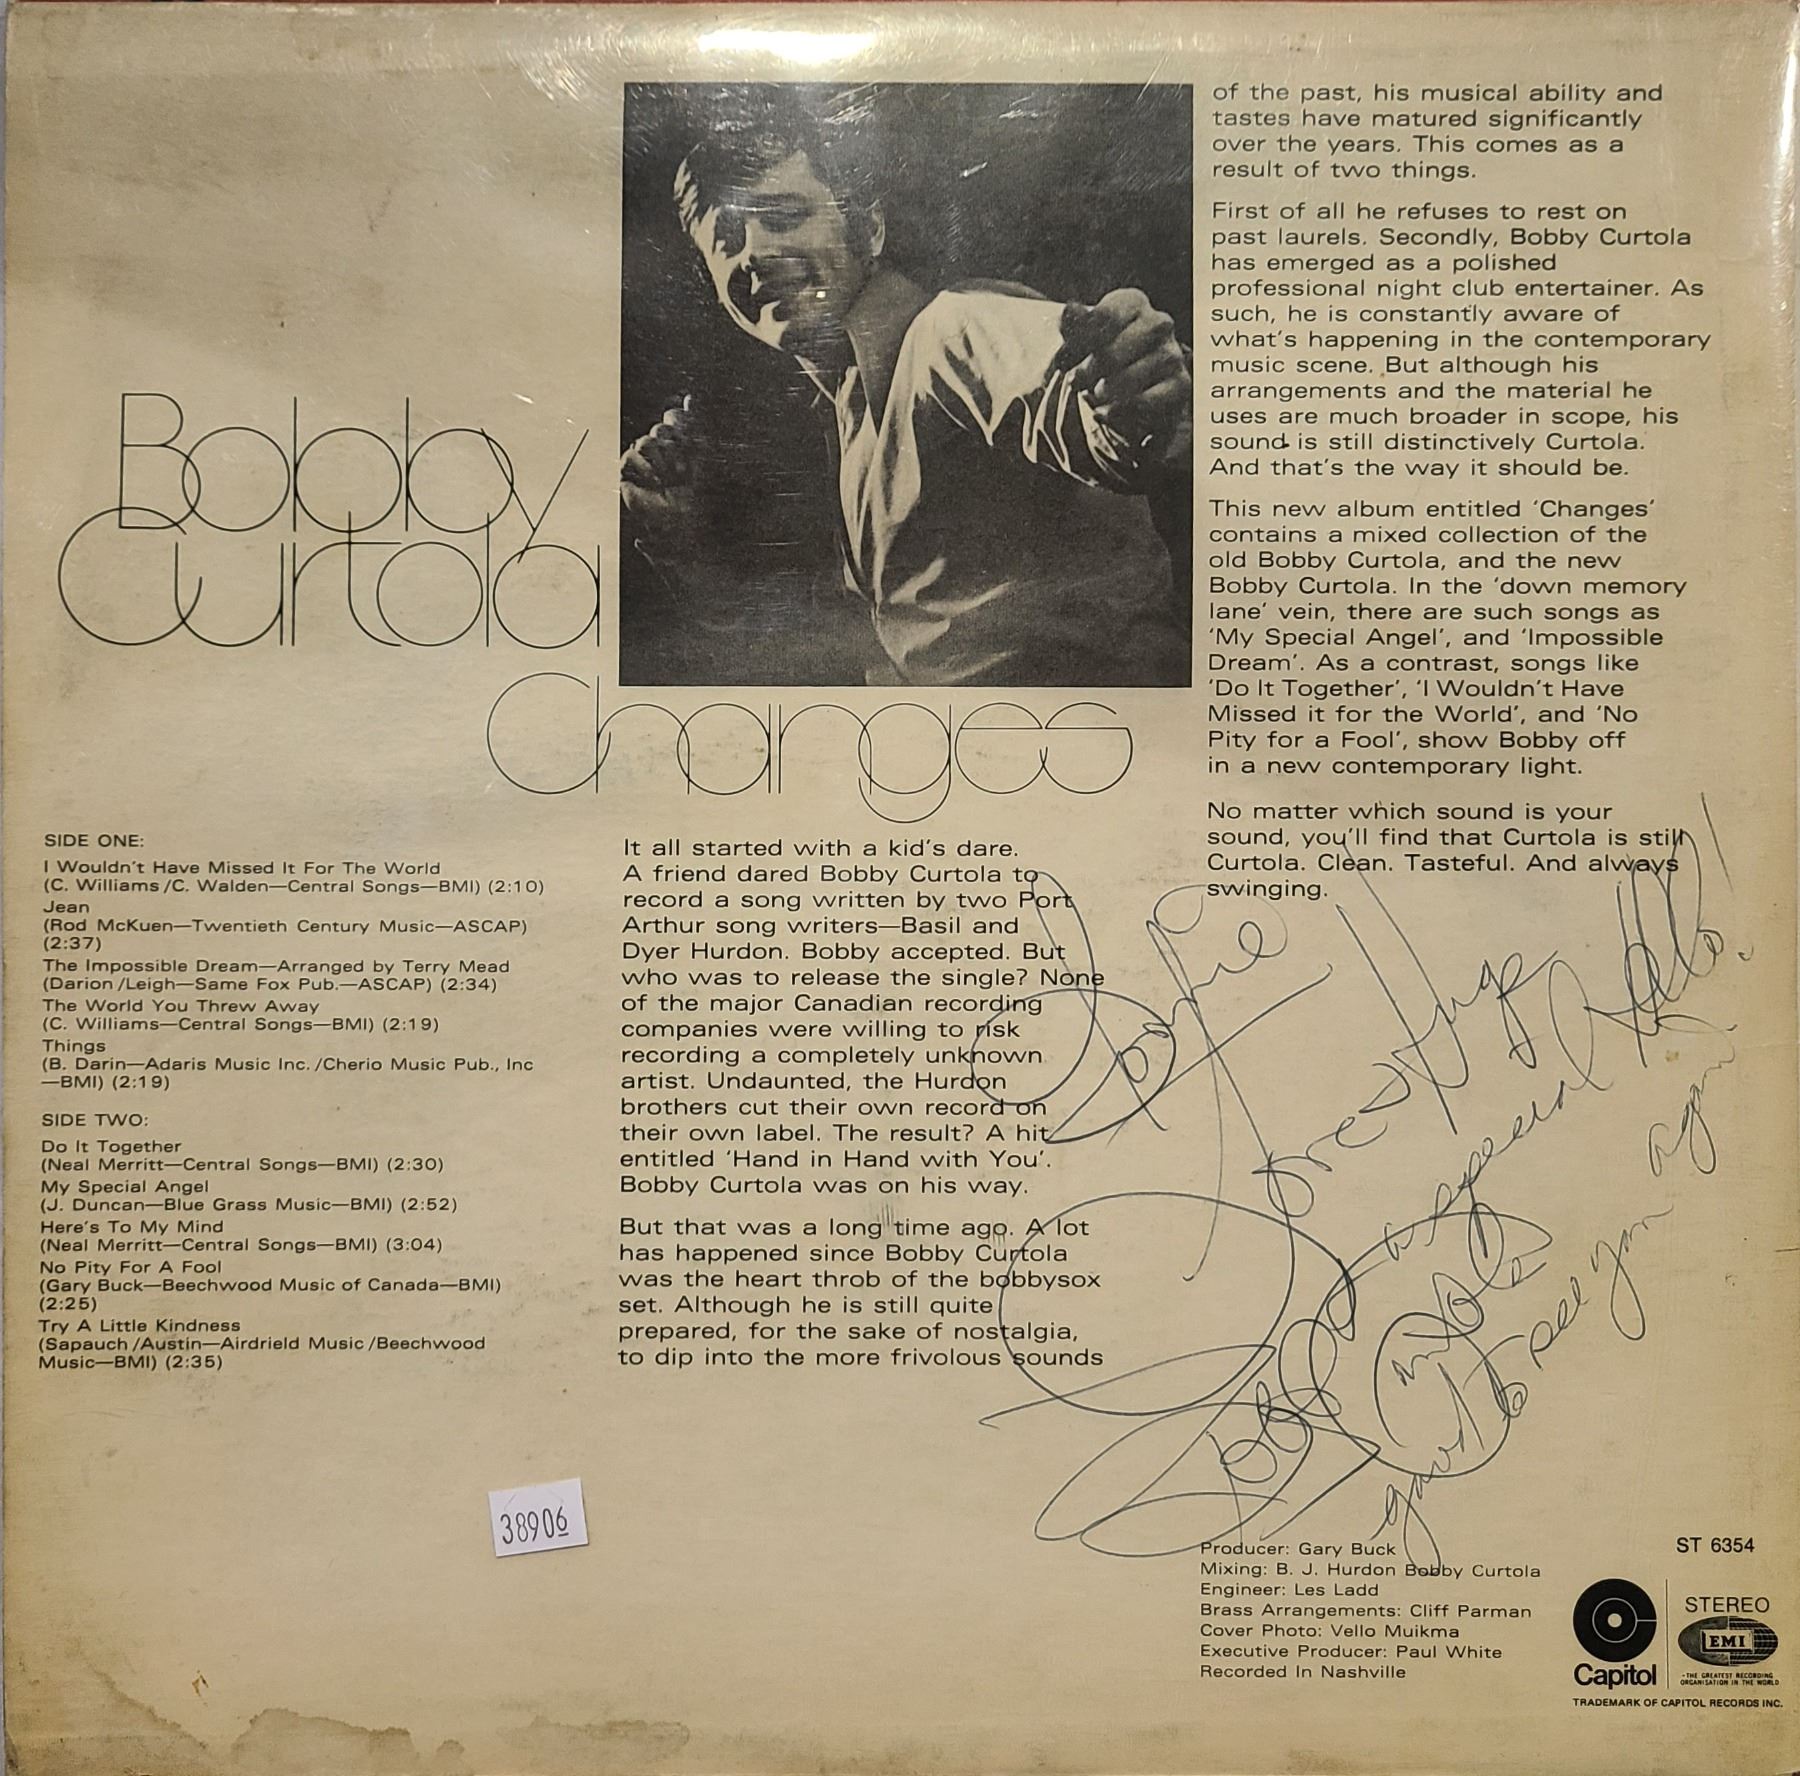 Bobby
Curtola
Changes
SIDE ONE:
I Wouldn't Have Missed It For The World
(C. Williams/C. Walden—Central Songs—BMI) (2:10)
Jean
(Rod McKuen—Twentieth Century Music—ASCAP)
(2:37)
The Impossible Dream—Arranged by Terry Mead
(Darion/Leigh—Same Fox Pub.—ASCAP) (2:34)
The World You Threw Away
(C. Williams—Central Songs—BMI) (2:19)
Things
(B. Darin—Adaris Music Inc./Cherio Music Pub., Inc
—BMI) (2:19)
SIDE TWO:
Do It Together
(Neal Merritt—Central Songs—BMI) (2:30)
My Special Angel
(J. Duncan—Blue Grass Music—BMI) (2:52)
Here's To My Mind
(Neal Merritt—Central Songs—BMI) (3:04)
No Pity For A Fool
(Gary Buck—Beechwood Music of Canada—BMI)
(2:25)
Try A Little Kindness
(Sapauch/Austin—Airdrield Music/Beechwood
Music—BMI) (2:35)
38906
It all started with a kid's dare.
A friend dared Bobby Curtola to
record a song written by two Port
Arthur song writers—Basil and
Dyer Hurdon. Bobby accepted. But
who was to release the single? None
of the major Canadian recording
companies were willing to risk
recording a completely unknown
artist. Undaunted, the Hurdon
brothers cut their own record on
their own label. The result? A hit
entitled 'Hand in Hand with You'.
Bobby Curtola was on his way.
But that was a long time ago. A lot
has happened since Bobby Curtola
was the heart throb of the bobbysox
set. Although he is still quite
prepared, for the sake of nostalgia,
to dip into the more frivolous sounds
of the past, his musical ability and
tastes have matured significantly
over the years. This comes as a
result of two things.
First of all he refuses to rest on
past laurels. Secondly, Bobby Curtola
has emerged as a polished
professional night club entertainer. As
such, he is constantly aware of
what's happening in the contemporary
music scene. But although his
arrangements and the material he
uses are much broader in scope, his
sound is still distinctively Curtola.
And that's the way it should be.
This new album entitled 'Changes'
contains a mixed collection of the
old Bobby Curtola, and the new
Bobby Curtola. In the 'down memory
lane' vein, there are such songs as
'My Special Angel', and 'Impossible
Dream'. As a contrast, songs like
'Do It Together', 'I Wouldn't Have
Missed it for the World', and 'No
Pity for a Fool', show Bobby off
in a new contemporary light.
No matter which sound is your
sound, you'll find that Curtola is still
Curtola. Clean. Tasteful. And always
swinging.
Love & Hugs
a special Hello!
great to see you again
Bobby Curtola
Producer: Gary Buck
Mixing: B. J. Hurdon Bobby Curtola
Engineer: Les Ladd
Brass Arrangements: Cliff Parman
Cover Photo: Vello Muikma
Executive Producer: Paul White
Recorded In Nashville
ST 6354
Capitol
STEREO
EMI
·THE GREATEST RECORDING
ORGANISATION IN THE WORLD
TRADEMARK OF CAPITOL RECORDS INC.